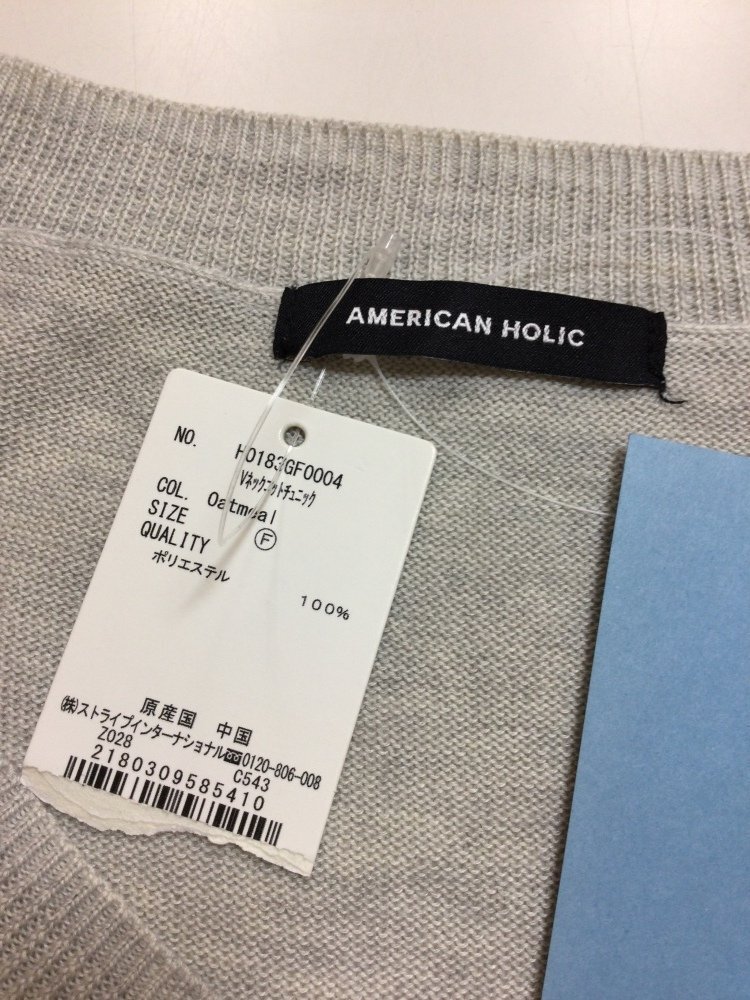 AMERICAN HOLIC
NO. H0183GF0004
Vネックニットチュニック
COL. Oatmeal
SIZE Ⓕ
QUALITY
ポリエステル
100%
原産国 中国
(株)ストライプインターナショナル☎0120-806-008
Z028 C543
2180309585410